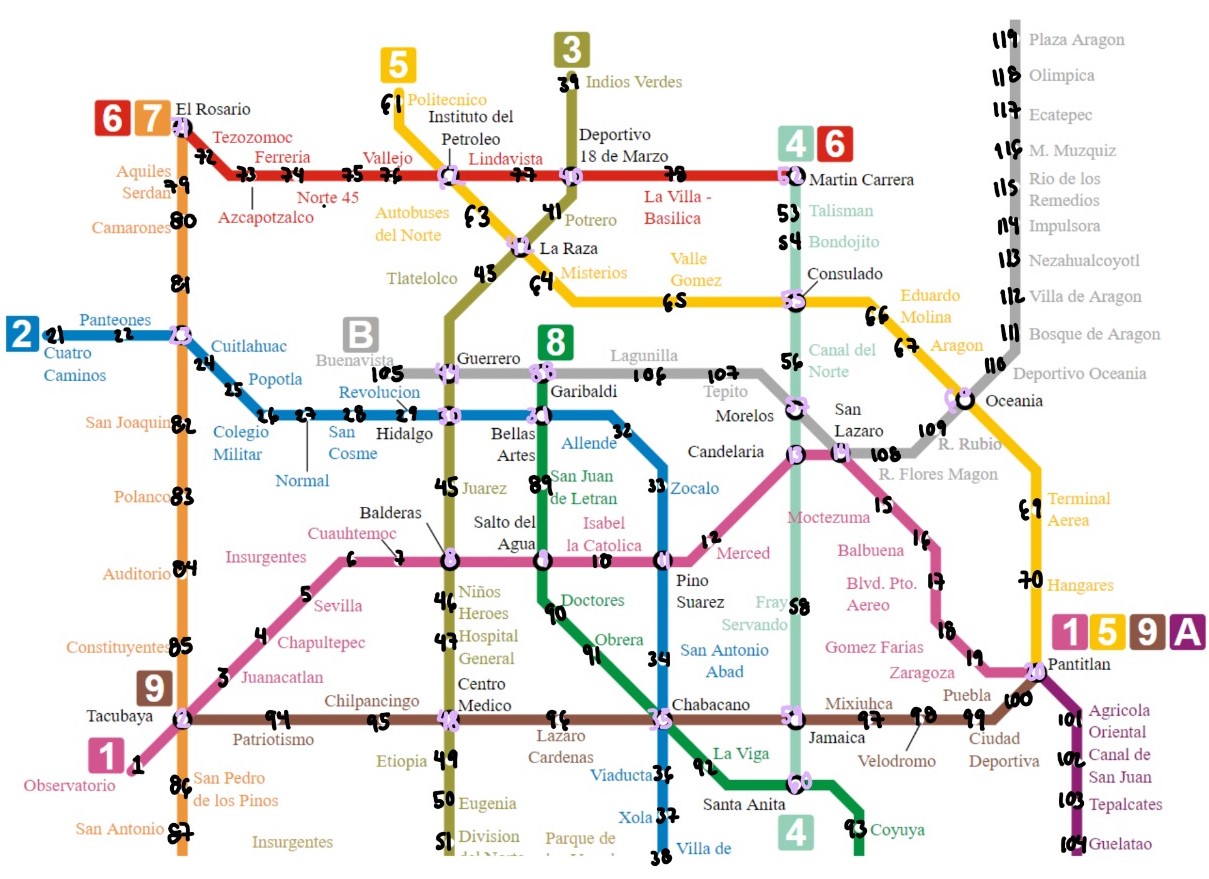 119 Plaza Aragon
118 Olimpica
117 Ecatepec
116 M. Muzquiz
115 Rio de los
Remedios
114 Impulsora
113 Nezahualcoyotl
112 Villa de Aragon
111 Bosque de Aragon
110 Deportivo Oceania
5
3
39 Indios Verdes
61 Politecnico
Instituto del
Petroleo
Deportivo
18 de Marzo
6 7
El Rosario
4 6
Martin Carrera
72 Tezozomoc
Ferreria
Vallejo
Lindavista
73 74 75 76 77 78
Azcapotzalco
Norte 45
La Villa -
Basilica
Aquiles
Serdan 79
Camarones 80
81
Autobuses
del Norte 63
41 Potrero
53 Talisman
54 Bondojito
La Raza
Tlatelolco 43
64 Misterios
Valle
Gomez
65
Consulado
66 Eduardo
Molina
67 Aragon
2
21 22
Panteones
Cuatro
Caminos
Cuitlahuac
24
25 Popotla
26 27 28 29 30
Colegio
Militar
Normal
San
Cosme
Revolucion
Hidalgo
B
Buenavista
105
Guerrero
8
Garibaldi
Lagunilla
106 107
Tepito
56 Canal del
Norte
Morelos
San
Lazaro
Oceania
109
R. Rubio
108
R. Flores Magon
Bellas
Artes
Allende 32
33 Zocalo
Candelaria
San Joaquin 82
Polanco 83
Auditorio 84
Constituyentes 85
45 Juarez
89 San Juan
de Letran
Balderas
Salto del
Agua
Isabel
la Catolica
10
12 Merced
Cuauhtemoc
Insurgentes
6 7 8
5 Sevilla
4 Chapultepec
3 Juanacatlan
Pino
Suarez
Moctezuma 15
Balbuena 16
Blvd. Pto.
Aereo 17
18
Gomez Farias
19
Zaragoza
69 Terminal
Aerea
70 Hangares
1 5 9 A
Pantitlan
46 Niños
Heroes
47 Hospital
General
Doctores
90
Obrera
91
34 San Antonio
Abad
Fray
Servando 58
9
Tacubaya
Chilpancingo
94 95
Patriotismo
Centro
Medico
96
Lazaro
Cardenas
Chabacano
Jamaica
Mixiuhca
97 98 99 100
Puebla
Velodromo
Ciudad
Deportiva
1
1
Observatorio
86 San Pedro
de los Pinos
San Antonio 87
Insurgentes
Etiopia 49
50 Eugenia
51 Division
Parque de
La Viga
92
Viaducta 36
Xola 37
38 Villa de
Santa Anita
4
93 Coyuya
101 Agricola
Oriental
102 Canal de
San Juan
103 Tepalcates
104 Guelatao